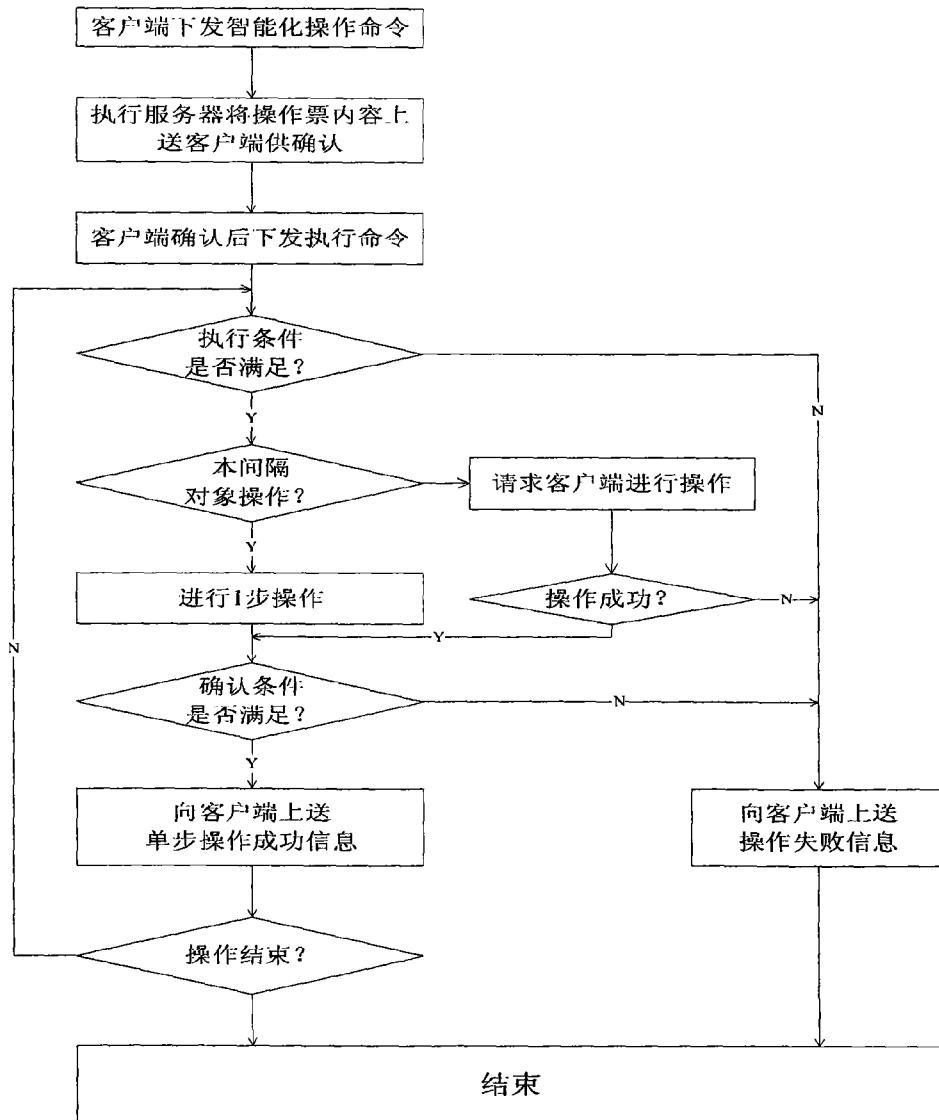 客户端下发智能化操作命令
执行服务器将操作票内容上
送客户端供确认
客户端确认后下发执行命令
执行条件
是否满足？
N
Y
本间隔
对象操作？
请求客户端进行操作
Y
进行1步操作
操作成功？
N
Y
N
确认条件
是否满足？
N
Y
向客户端上送
单步操作成功信息
向客户端上送
操作失败信息
操作结束？
结束